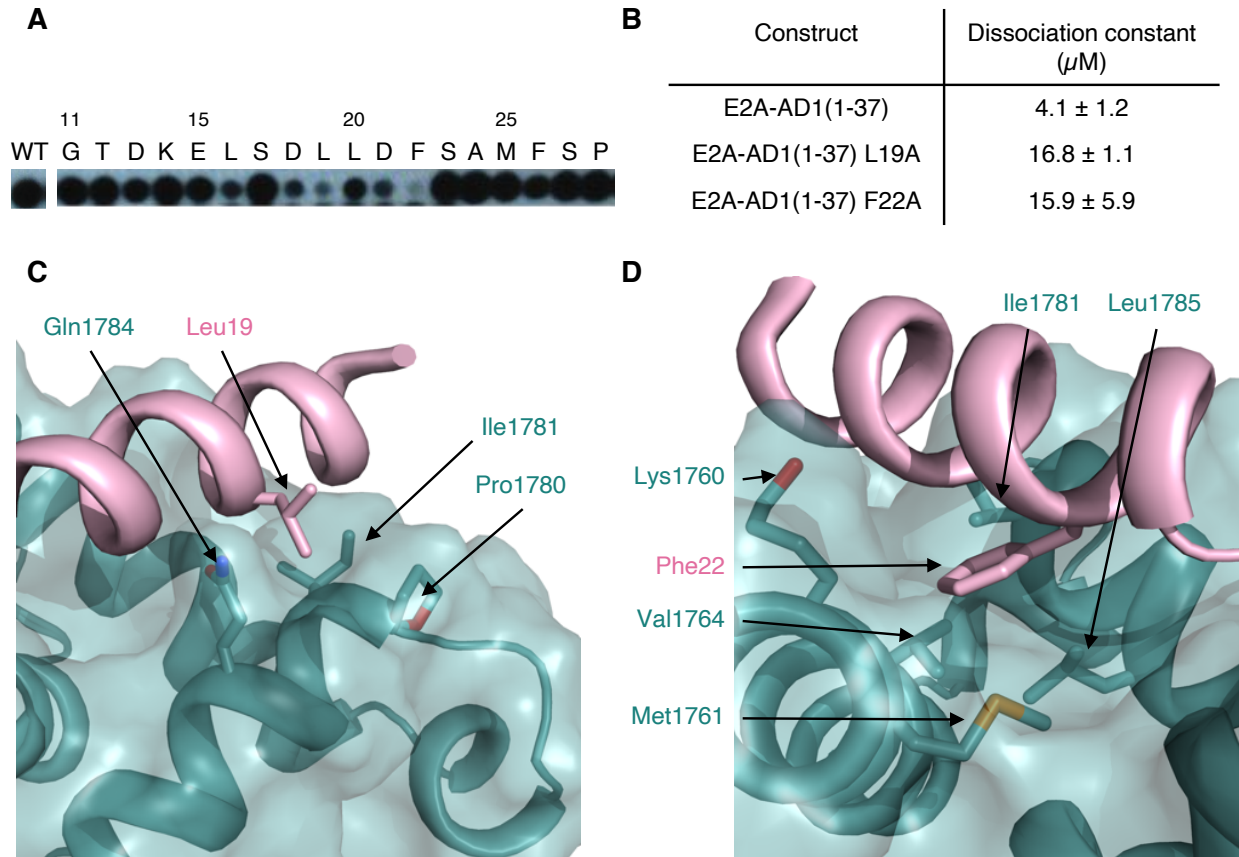 A
11 15 20 25
WT G T D K E L S D L L D F S A M F S P
B
Construct Dissociation constant
(µM)
E2A-AD1(1-37) 4.1 ± 1.2
E2A-AD1(1-37) L19A 16.8 ± 1.1
E2A-AD1(1-37) F22A 15.9 ± 5.9
C
Gln1784
Leu19
Ile1781
Pro1780
D
Ile1781
Leu1785
Lys1760
Phe22
Val1764
Met1761